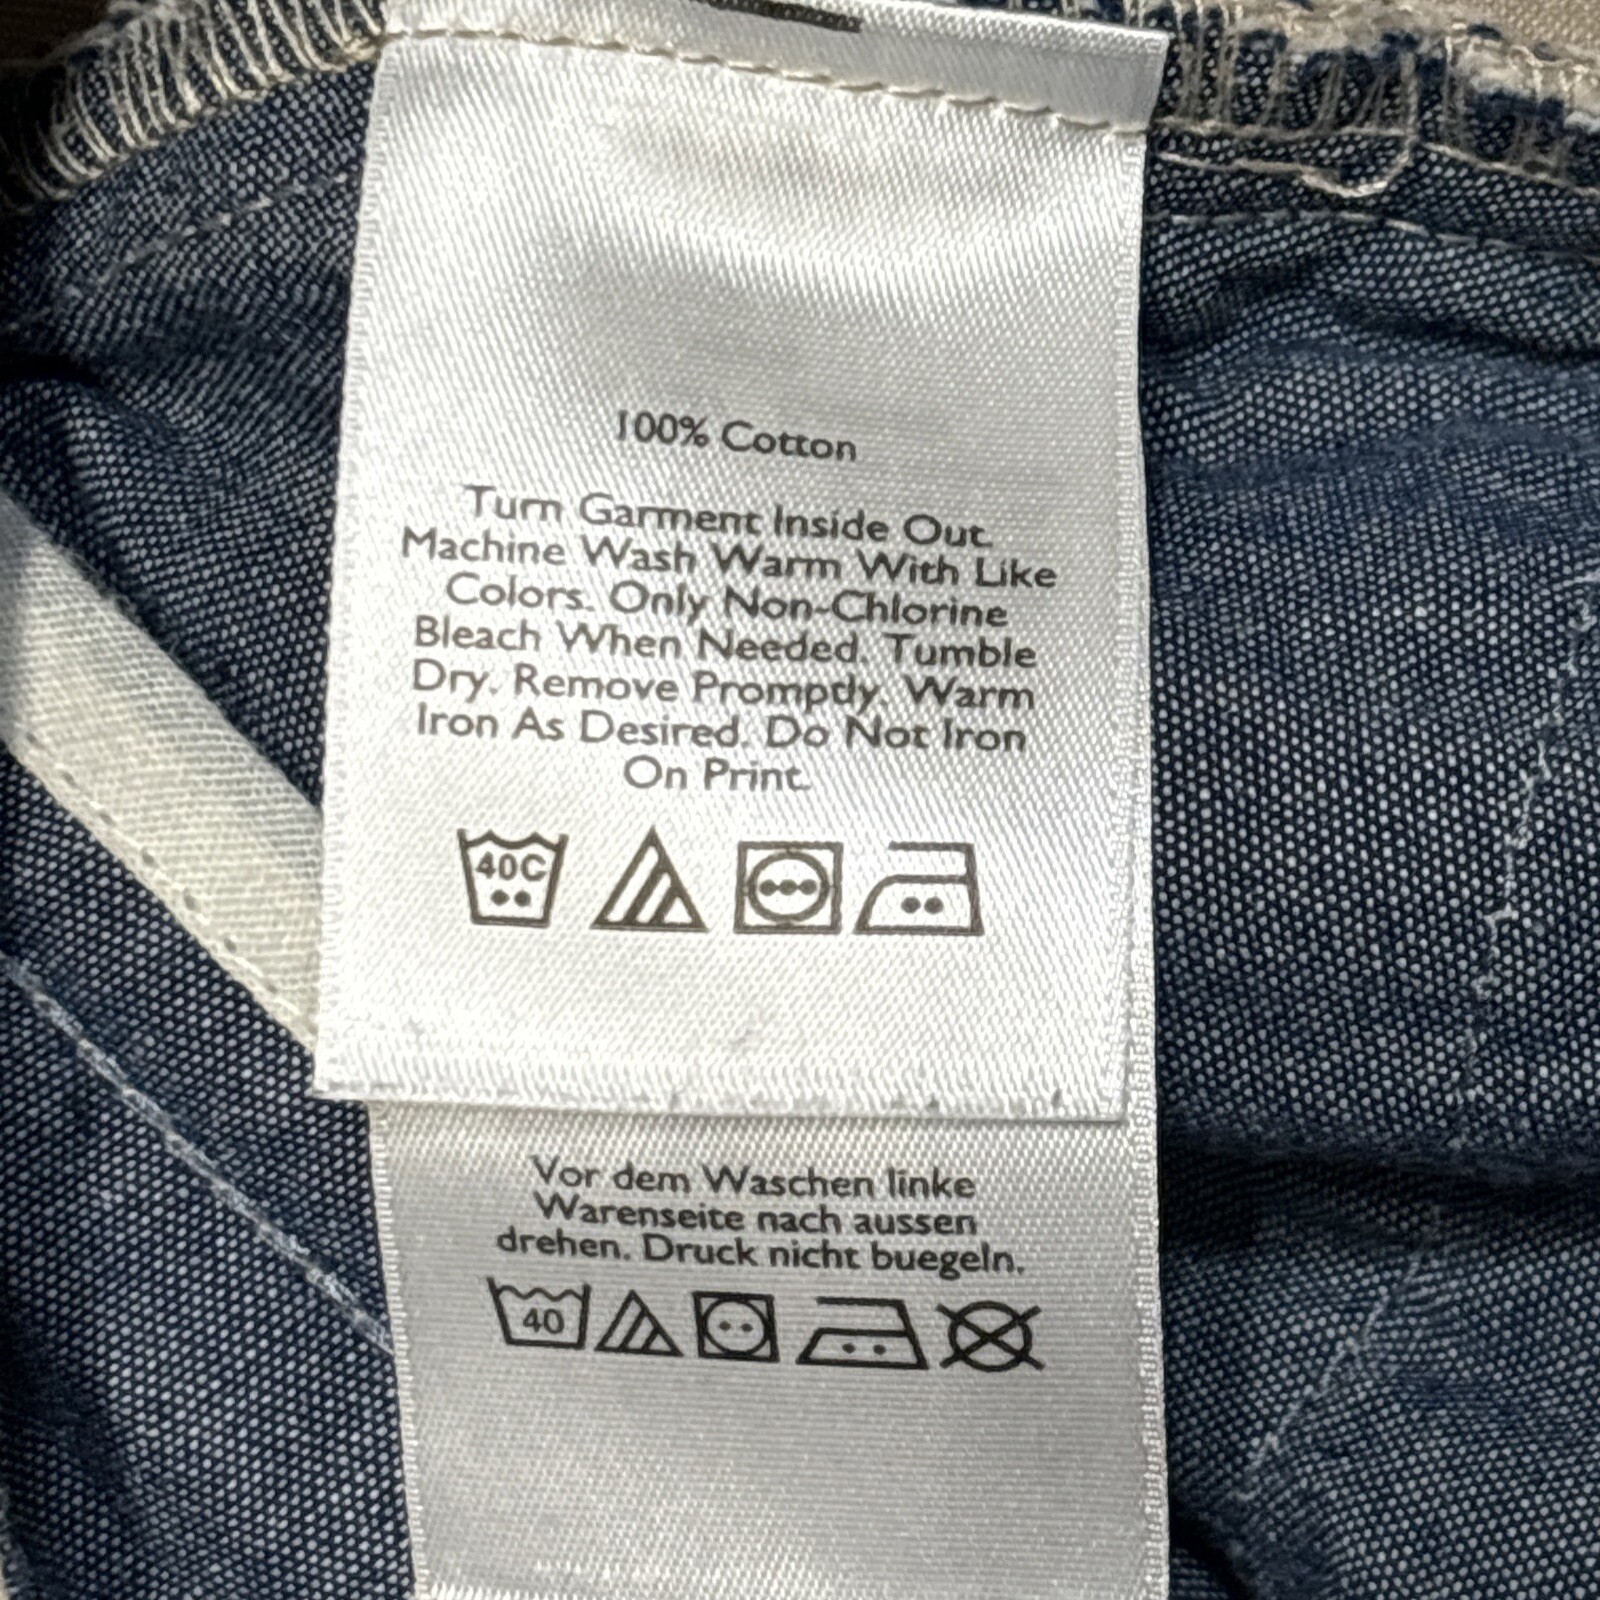 100% Cotton
Turn Garment Inside Out.
Machine Wash Warm With Like
Colors. Only Non-Chlorine
Bleach When Needed. Tumble
Dry. Remove Promptly. Warm
Iron As Desired. Do Not Iron
On Print.
40C
Vor dem Waschen linke
Warenseite nach aussen
drehen. Druck nicht buegeln.
40